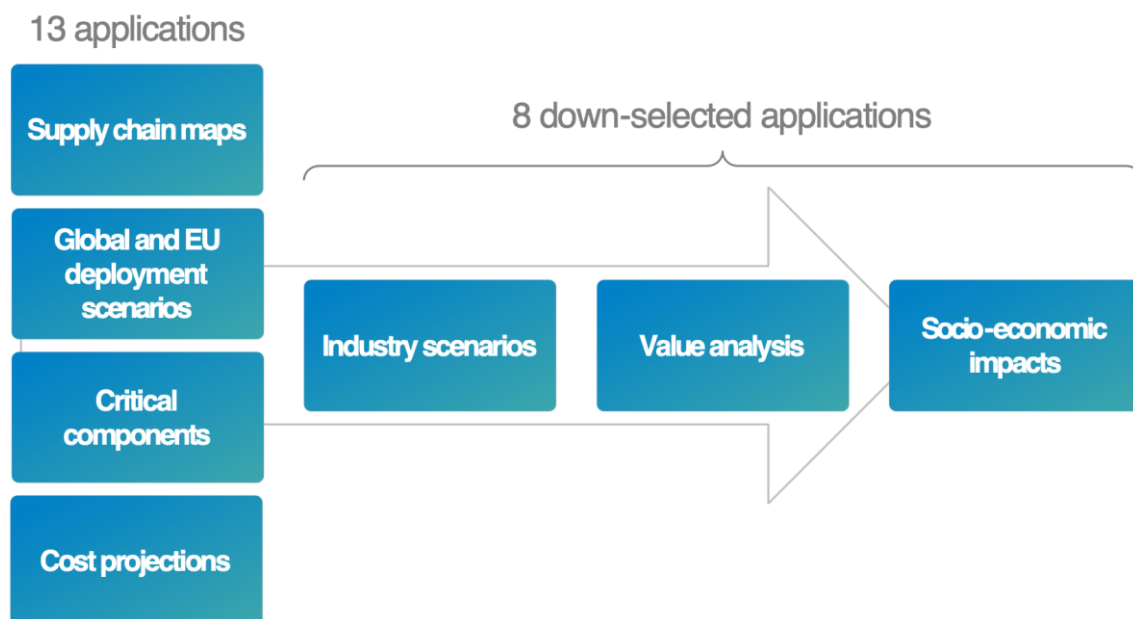 13 applications
Supply chain maps
Global and EU
deployment
scenarios
Critical
components
Cost projections
8 down-selected applications
Industry scenarios
Value analysis
Socio-economic
impacts